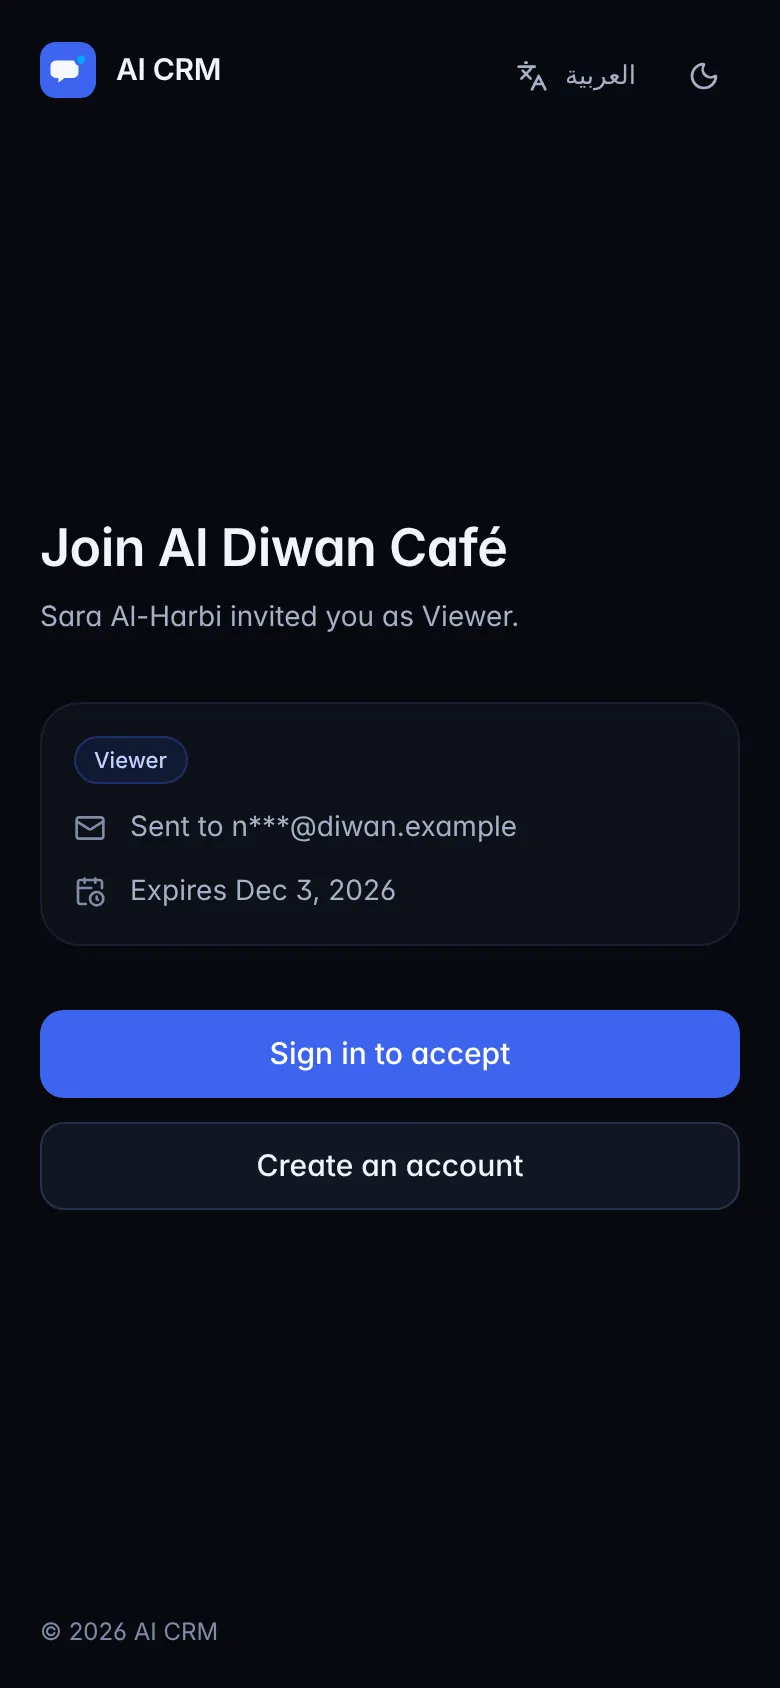 AI CRM
العربية
Join Al Diwan Café
Sara Al-Harbi invited you as Viewer.
Viewer
Sent to n***@diwan.example
Expires Dec 3, 2026
Sign in to accept
Create an account
© 2026 AI CRM